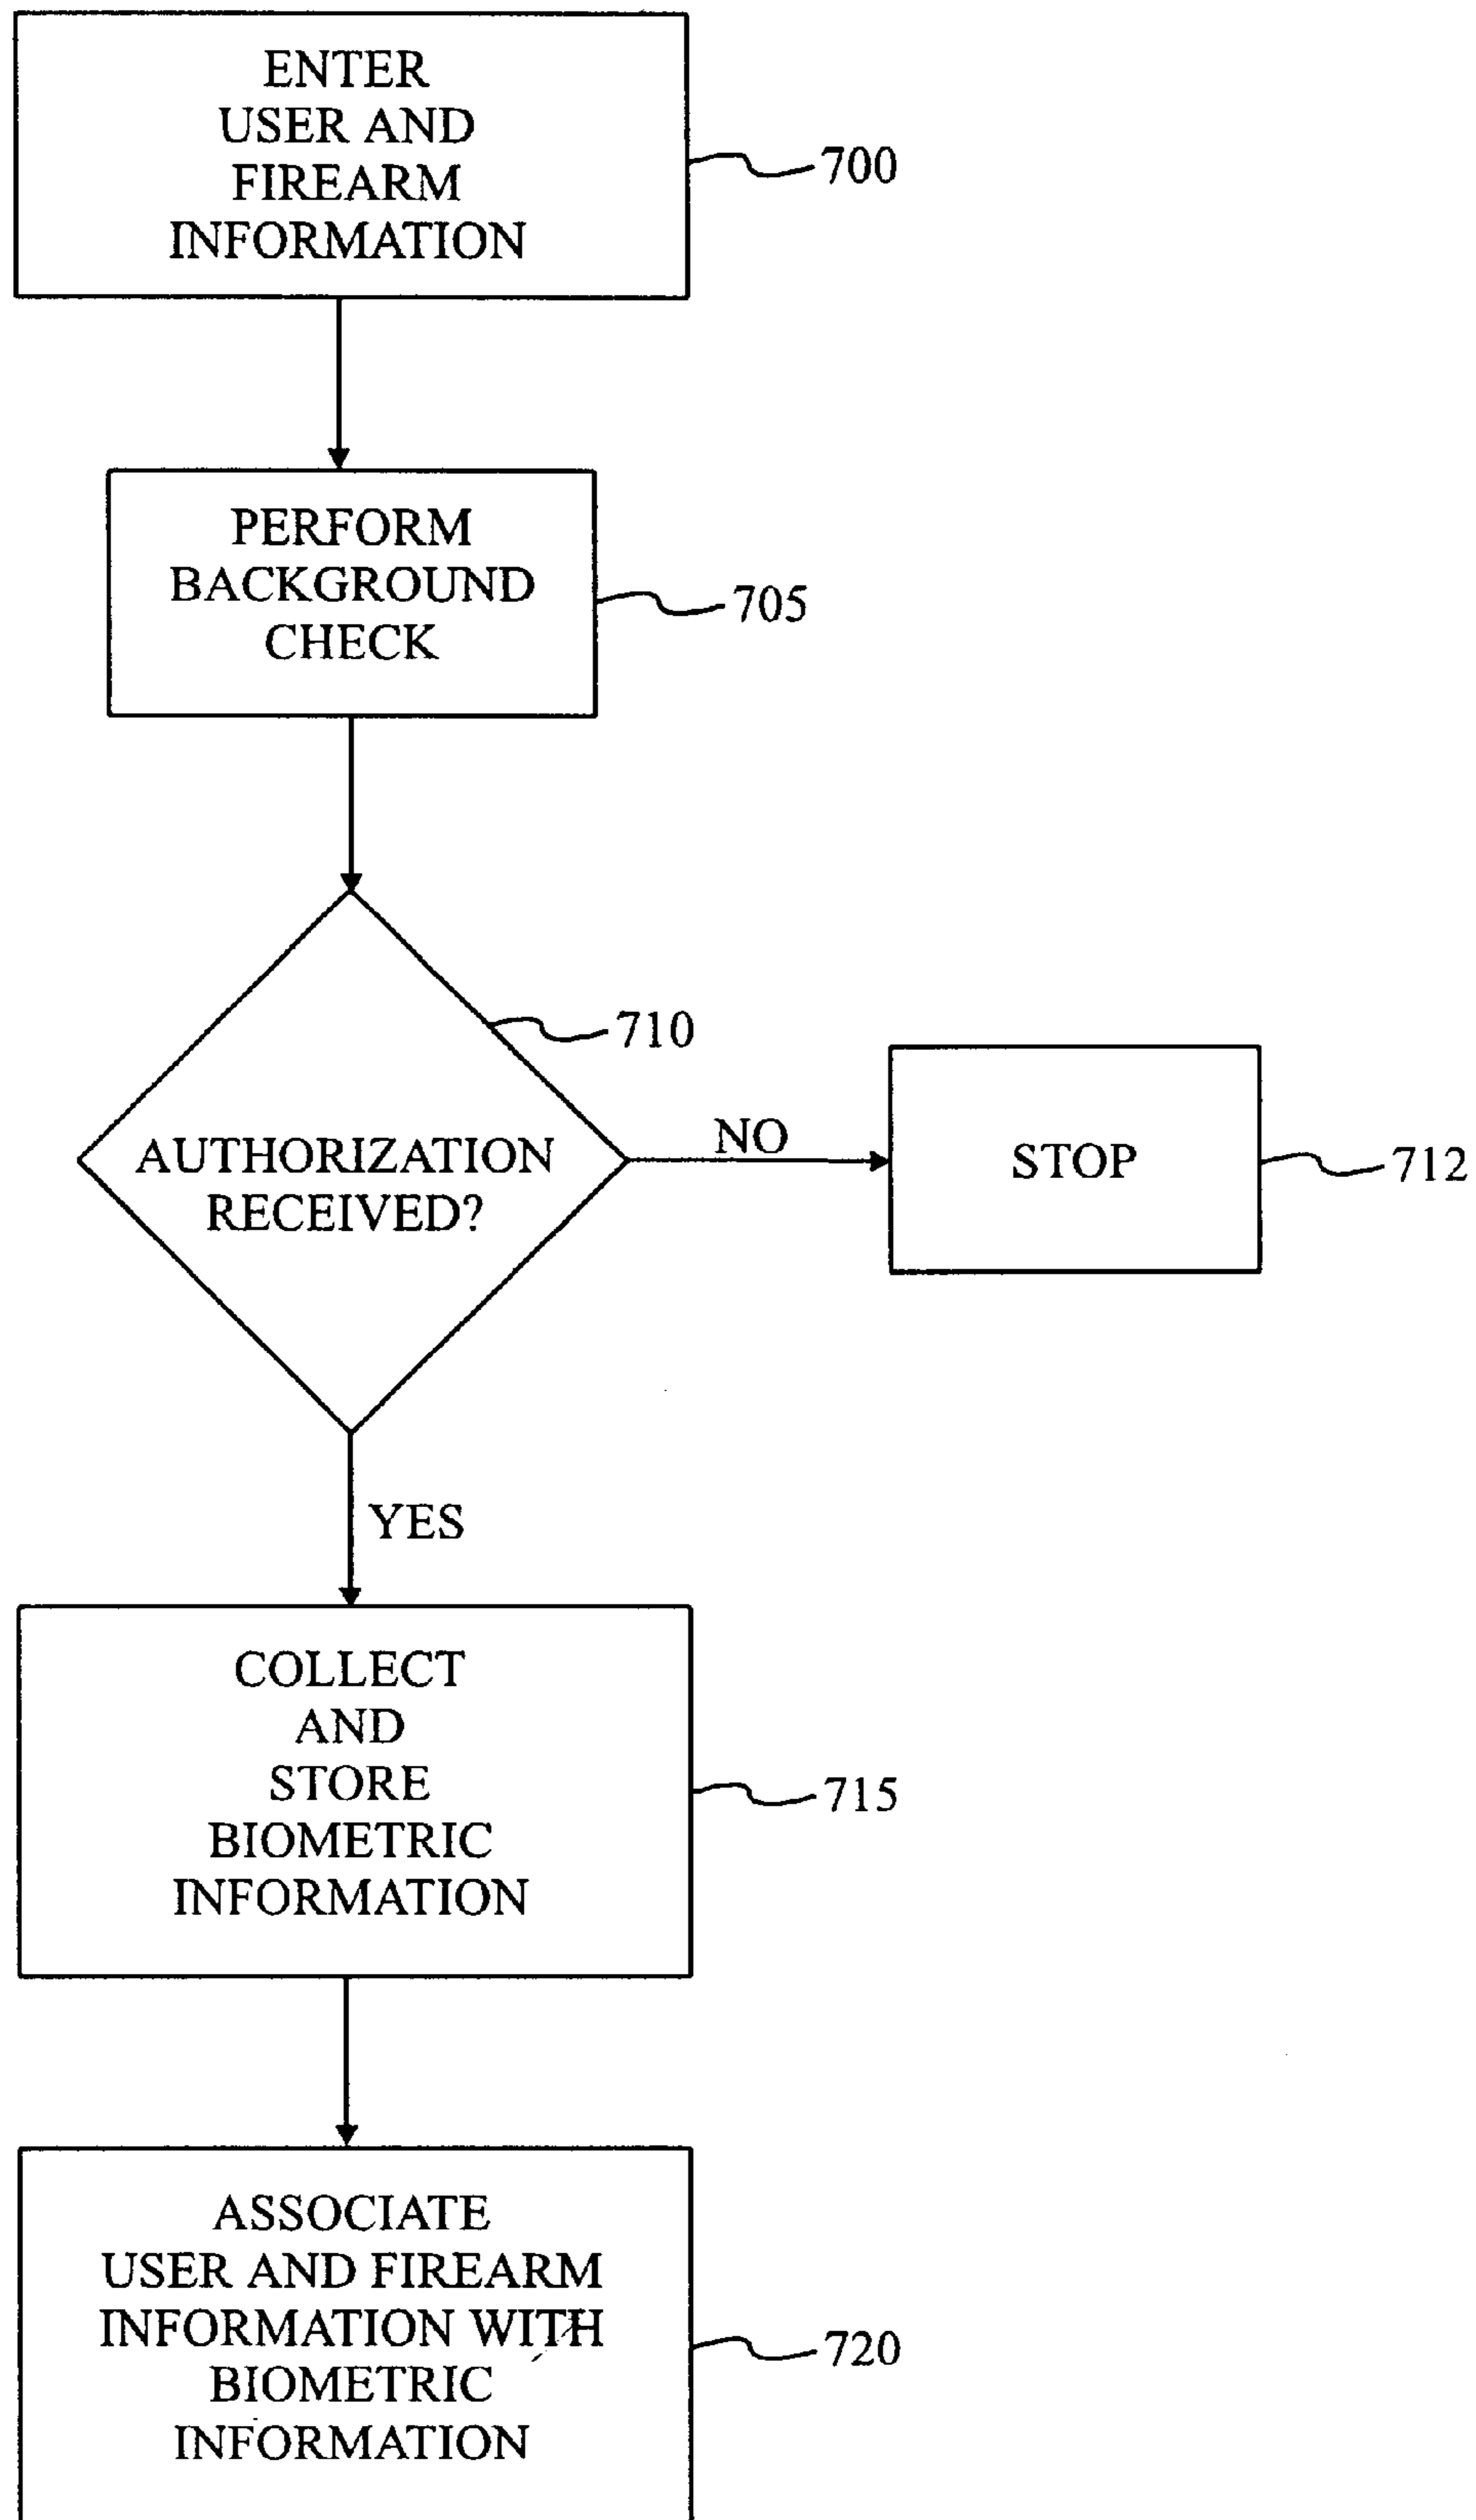 ENTER
USER AND
FIREARM
INFORMATION
700
PERFORM
BACKGROUND
CHECK
705
710
AUTHORIZATION
RECEIVED?
NO
STOP
712
YES
COLLECT
AND
STORE
BIOMETRIC
INFORMATION
715
ASSOCIATE
USER AND FIREARM
INFORMATION WITH
BIOMETRIC
INFORMATION
720